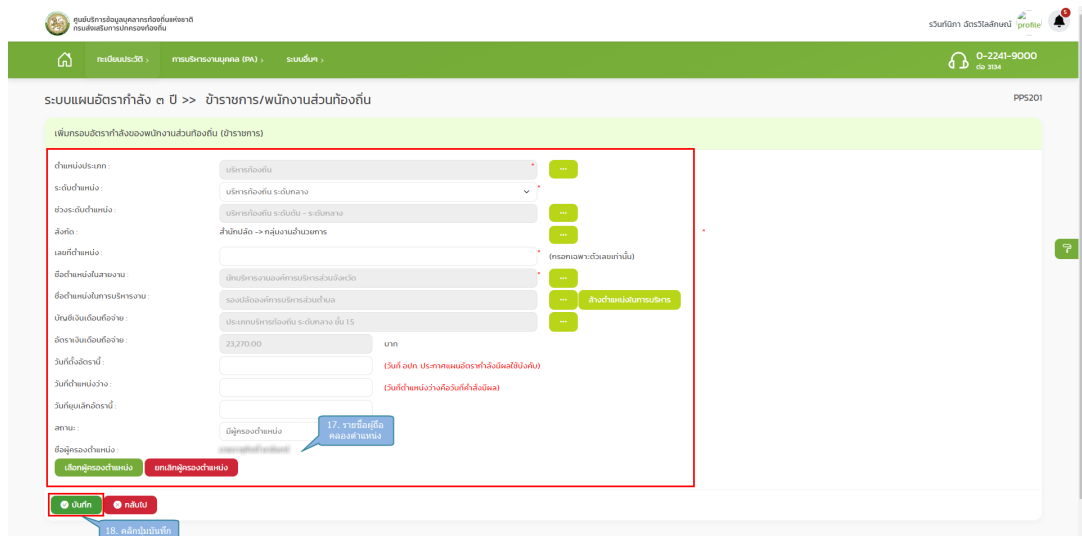 ศูนย์บริการข้อมูลบุคลากรท้องถิ่นแห่งชาติ
กรมส่งเสริมการปกครองท้องถิ่น
รวินท์นิภา ฉัตรวิไลลักษณ์ profile 5
ทะเบียนประวัติ
การบริหารงานบุคคล (PA)
ระบบอื่นๆ
0-2241-9000
ต่อ 3134
ระบบแผนอัตรากำลัง ๓ ปี >> ข้าราชการ/พนักงานส่วนท้องถิ่น
PPS201
เพิ่มกรอบอัตรากำลังของพนักงานส่วนท้องถิ่น (ข้าราชการ)
ตำแหน่งประเภท : บริหารท้องถิ่น * ...
ระดับตำแหน่ง : บริหารท้องถิ่น ระดับกลาง *
ช่วงระดับตำแหน่ง : บริหารท้องถิ่น ระดับต้น - ระดับกลาง ...
สังกัด : สำนักปลัด -> กลุ่มงานอำนวยการ ... *
เลขที่ตำแหน่ง : * (กรอกเฉพาะตัวเลขเท่านั้น)
ชื่อตำแหน่งในสายงาน : นักบริหารงานองค์การบริหารส่วนจังหวัด * ...
ชื่อตำแหน่งในการบริหารงาน : รองปลัดองค์การบริหารส่วนตำบล ... ล้างตำแหน่งในการบริหาร
บัญชีเงินเดือนถือจ่าย : ประเภทบริหารท้องถิ่น ระดับกลาง ขั้น 1.5 ...
อัตราเงินเดือนถือจ่าย : 23,270.00 บาท
วันที่ตั้งอัตรานี้ : (วันที่ อปท. ประกาศแผนอัตรากำลังมีผลใช้บังคับ)
วันที่ตำแหน่งว่าง : (วันที่ตำแหน่งว่างคือวันที่คำสั่งมีผล)
วันที่ยุบเลิกอัตรานี้ :
สถานะ : มีผู้ครองตำแหน่ง
17. รายชื่อผู้ถือ
คลองตำแหน่ง
ชื่อผู้ครองตำแหน่ง :
เลือกผู้ครองตำแหน่ง ยกเลิกผู้ครองตำแหน่ง
บันทึก กลับไป
18. คลิกปุ่มบันทึก